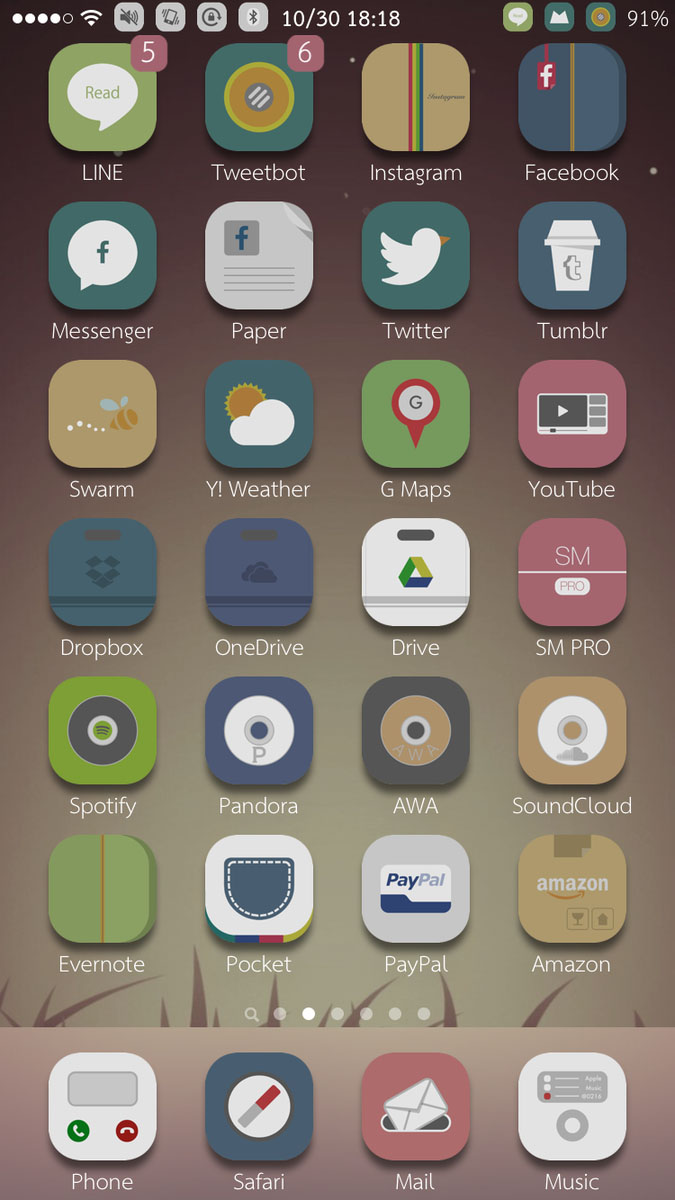 10/30 18:18
Read
91%
5
6
Read
Instagram
f
LINE
Tweetbot
Instagram
Facebook
f
f
t
Messenger
Paper
Twitter
Tumblr
G
Swarm
Y! Weather
G Maps
YouTube
SM
PRO
Dropbox
OneDrive
Drive
SM PRO
P
AWA
Spotify
Pandora
AWA
SoundCloud
PayPal
amazon
Evernote
Pocket
PayPal
Amazon
Apple
Music
@0216
Phone
Safari
Mail
Music